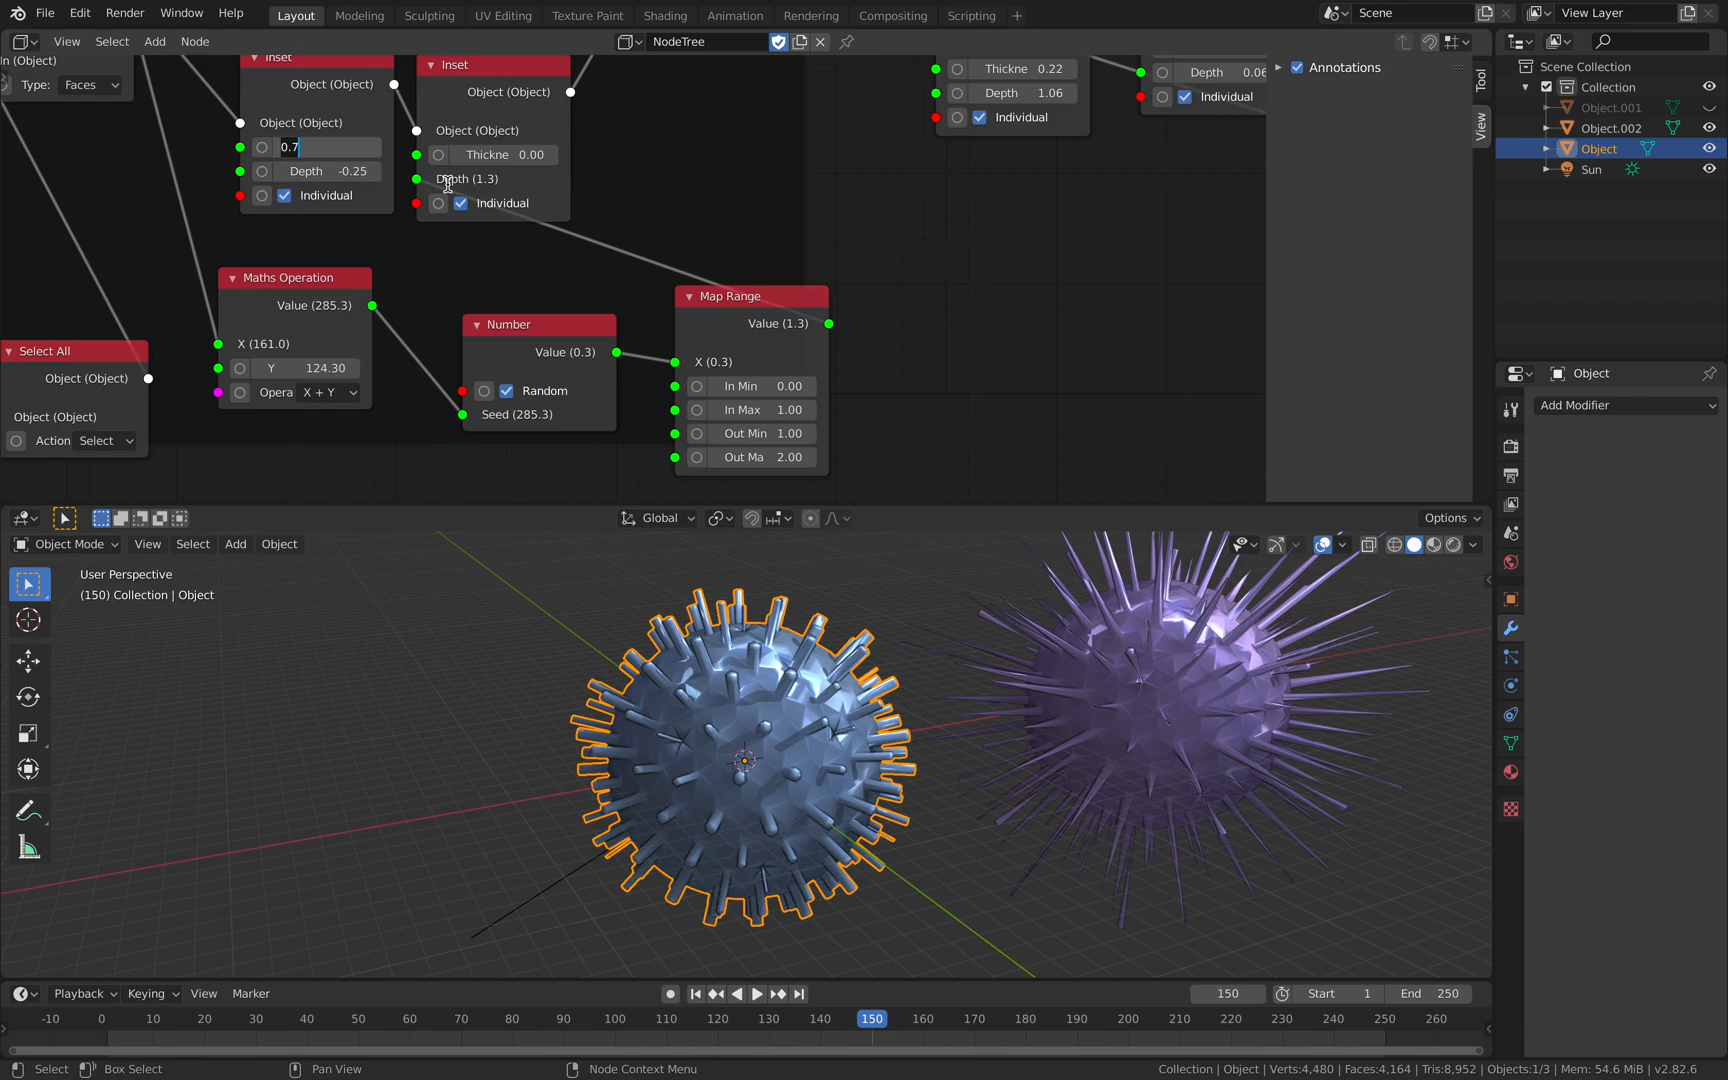 File Edit Render Window Help Layout Modeling Sculpting UV Editing Texture Paint Shading Animation Rendering Compositing Scripting Scene View Layer
View Select Add Node NodeTree
Scene Collection
Collection
Object.001
Object.002
Object
Sun
In (Object)
Type: Faces
Inset
Object (Object)
Object (Object)
0.7
Depth -0.25
Individual
Inset
Object (Object)
Object (Object)
Thickne 0.00
Depth (1.3)
Individual
Thickne 0.22
Depth 1.06
Individual
Depth 0.06
Individual
Annotations
Tool
View
Maths Operation
Value (285.3)
X (161.0)
Y 124.30
Opera X + Y
Select All
Object (Object)
Object (Object)
Action Select
Number
Value (0.3)
Random
Seed (285.3)
Map Range
Value (1.3)
X (0.3)
In Min 0.00
In Max 1.00
Out Min 1.00
Out Ma 2.00
Object
Add Modifier
Global Options
Object Mode View Select Add Object
User Perspective
(150) Collection | Object
Playback Keying View Marker 150 Start 1 End 250
-10 0 10 20 30 40 50 60 70 80 90 100 110 120 130 140 150 160 170 180 190 200 210 220 230 240 250 260
Select Box Select Pan View Node Context Menu Collection | Object | Verts:4,480 | Faces:4,164 | Tris:8,952 | Objects:1/3 | Mem: 54.6 MiB | v2.82.6